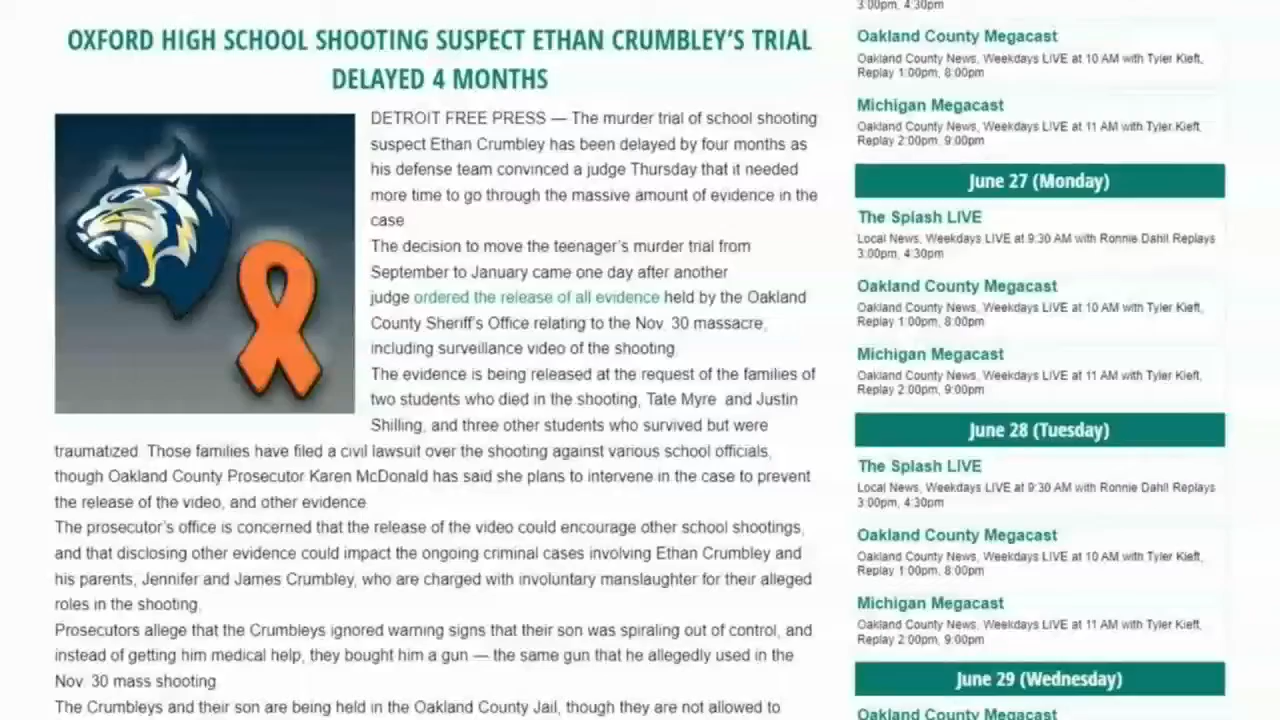 OXFORD HIGH SCHOOL SHOOTING SUSPECT ETHAN CRUMBLEY'S TRIAL
DELAYED 4 MONTHS
DETROIT FREE PRESS — The murder trial of school shooting
suspect Ethan Crumbley has been delayed by four months as
his defense team convinced a judge Thursday that it needed
more time to go through the massive amount of evidence in the
case
The decision to move the teenager's murder trial from
September to January came one day after another
judge ordered the release of all evidence held by the Oakland
County Sheriff's Office relating to the Nov. 30 massacre,
including surveillance video of the shooting
The evidence is being released at the request of the families of
two students who died in the shooting, Tate Myre and Justin
Shilling, and three other students who survived but were
traumatized. Those families have filed a civil lawsuit over the shooting against various school officials,
though Oakland County Prosecutor Karen McDonald has said she plans to intervene in the case to prevent
the release of the video, and other evidence
The prosecutor's office is concerned that the release of the video could encourage other school shootings,
and that disclosing other evidence could impact the ongoing criminal cases involving Ethan Crumbley and
his parents, Jennifer and James Crumbley, who are charged with involuntary manslaughter for their alleged
roles in the shooting.
Prosecutors allege that the Crumbleys ignored warning signs that their son was spiraling out of control, and
instead of getting him medical help, they bought him a gun — the same gun that he allegedly used in the
Nov. 30 mass shooting
The Crumbleys and their son are being held in the Oakland County Jail, though they are not allowed to
3:00pm, 4:30pm
Oakland County Megacast
Oakland County News, Weekdays LIVE at 10 AM with Tyler Kieft,
Replay 1:00pm, 8:00pm
Michigan Megacast
Oakland County News, Weekdays LIVE at 11 AM with Tyler Kieft,
Replay 2:00pm, 9:00pm
June 27 (Monday)
The Splash LIVE
Local News, Weekdays LIVE at 9:30 AM with Ronnie Dahl! Replays
3:00pm, 4:30pm
Oakland County Megacast
Oakland County News, Weekdays LIVE at 10 AM with Tyler Kieft,
Replay 1:00pm, 8:00pm
Michigan Megacast
Oakland County News, Weekdays LIVE at 11 AM with Tyler Kieft,
Replay 2:00pm, 9:00pm
June 28 (Tuesday)
The Splash LIVE
Local News, Weekdays LIVE at 9:30 AM with Ronnie Dahl! Replays
3:00pm, 4:30pm
Oakland County Megacast
Oakland County News, Weekdays LIVE at 10 AM with Tyler Kieft,
Replay 1:00pm, 8:00pm
Michigan Megacast
Oakland County News, Weekdays LIVE at 11 AM with Tyler Kieft,
Replay 2:00pm, 9:00pm
June 29 (Wednesday)
Oakland County Megacast